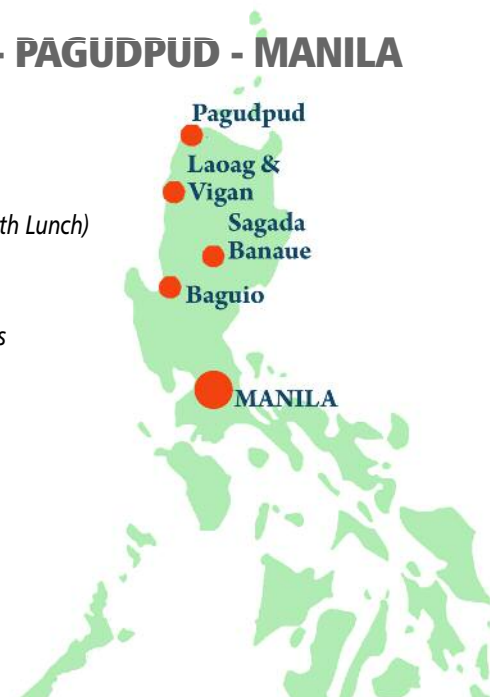 - PAGUDPUD - MANILA
Pagudpud
Laoag &
Vigan
th Lunch)
Sagada
Banaue
Baguio
s
MANILA